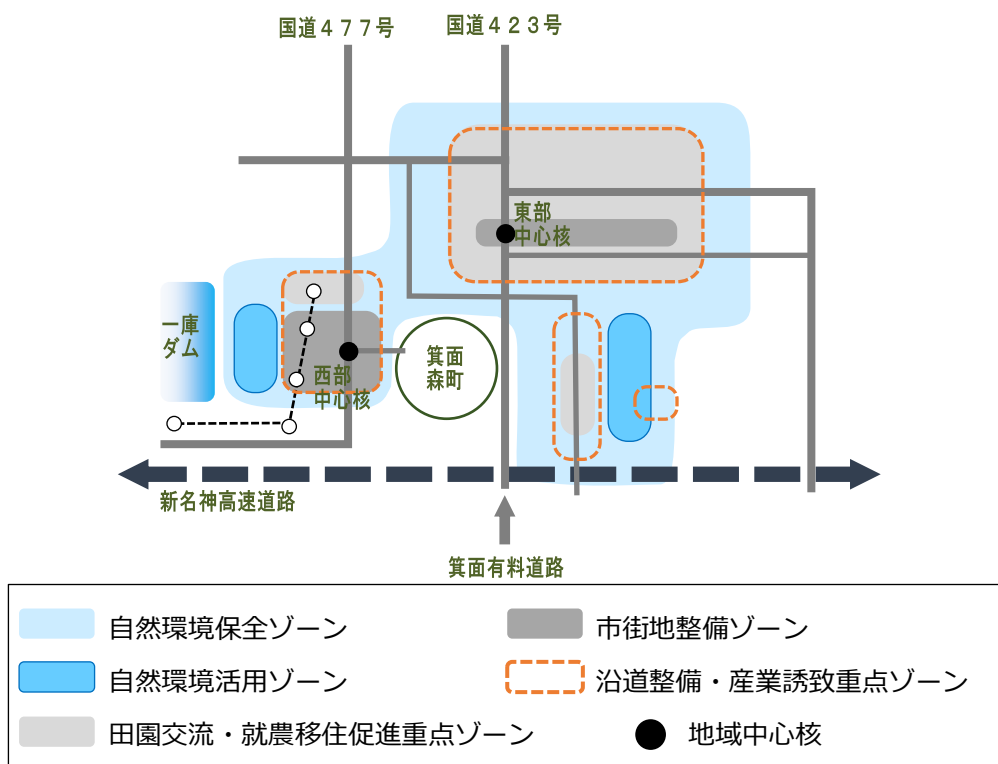 国道４７７号
国道４２３号
東部
中心核
一庫
ダム
箕面
森町
西部
中心核
新名神高速道路
箕面有料道路
自然環境保全ゾーン
市街地整備ゾーン
自然環境活用ゾーン
沿道整備・産業誘致重点ゾーン
田園交流・就農移住促進重点ゾーン
地域中心核